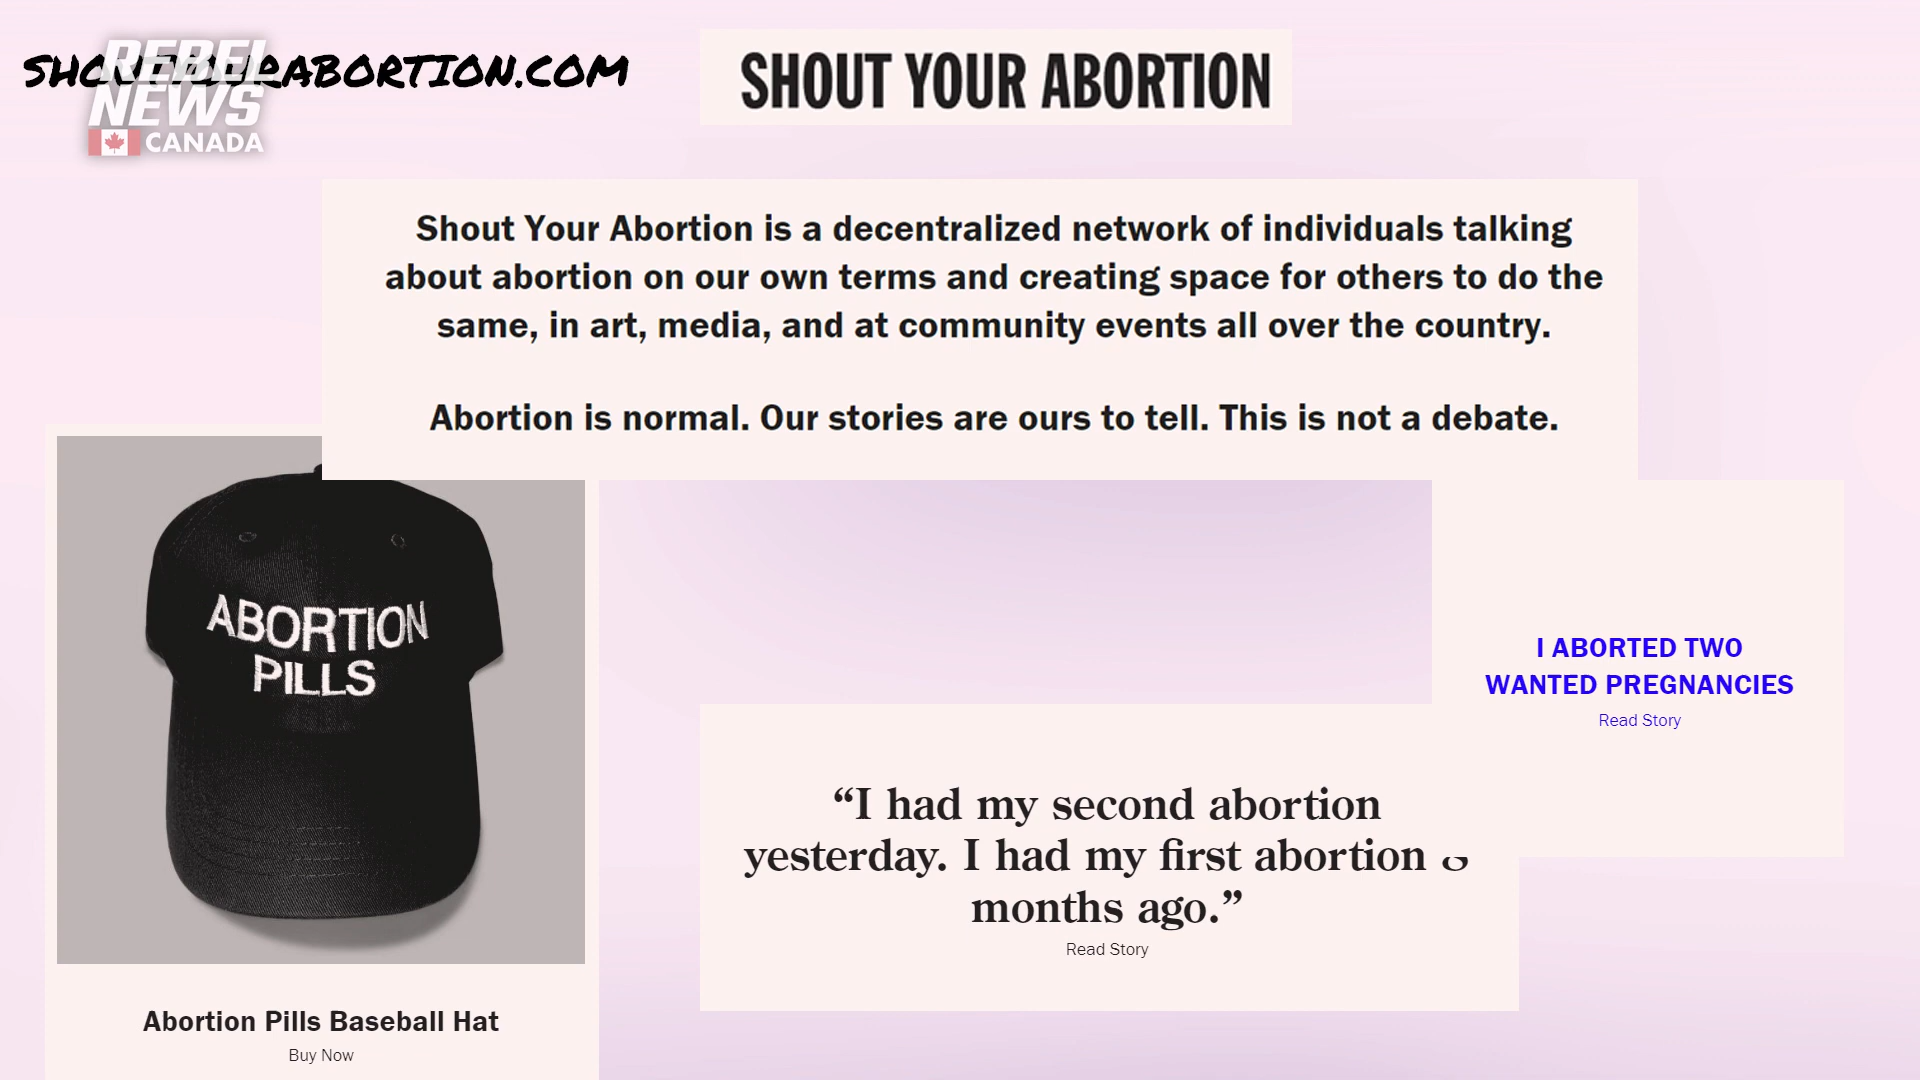 SHOUTYOURABORTION.COM
REBEL
NEWS
CANADA
SHOUT YOUR ABORTION
Shout Your Abortion is a decentralized network of individuals talking
about abortion on our own terms and creating space for others to do the
same, in art, media, and at community events all over the country.
Abortion is normal. Our stories are ours to tell. This is not a debate.
ABORTION
PILLS
Abortion Pills Baseball Hat
Buy Now
I ABORTED TWO
WANTED PREGNANCIES
Read Story
“I had my second abortion
yesterday. I had my first abortion
months ago.”
Read Story